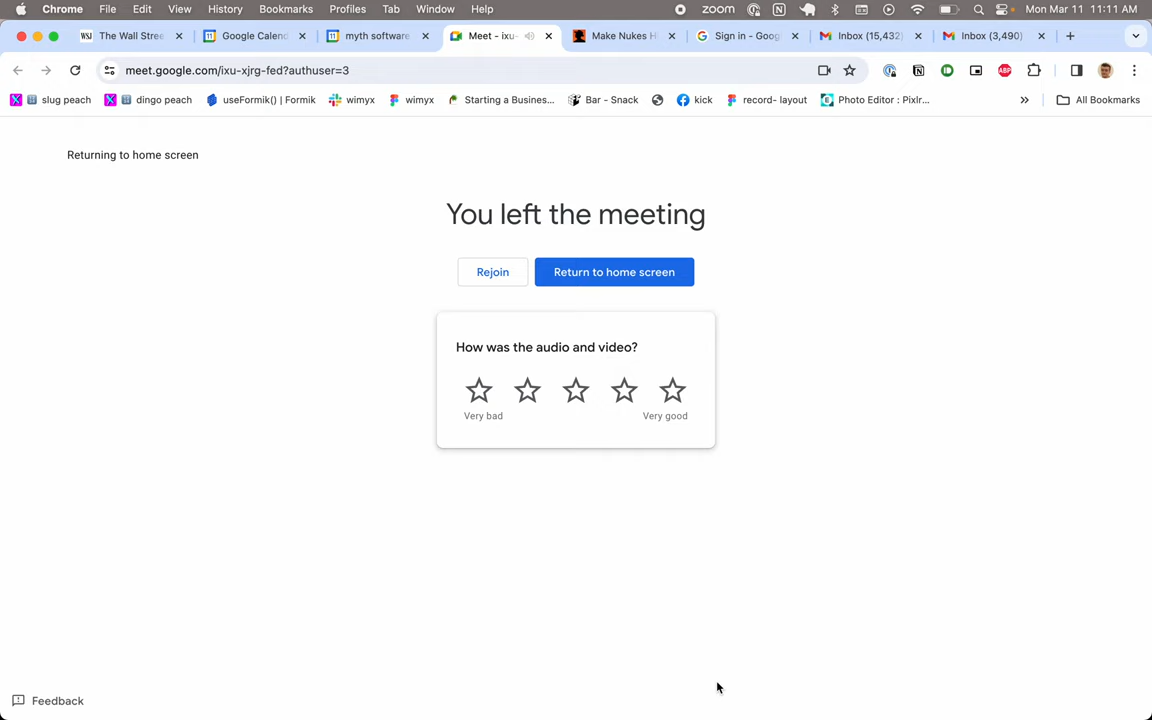 Chrome File Edit View History Bookmarks Profiles Tab Window Help zoom Mon Mar 11 11:11 AM
WSJ The Wall Stree Google Calend myth software Meet - ixu- Make Nukes H Sign in - Goog Inbox (15,432) Inbox (3,490)
meet.google.com/ixu-xjrg-fed?authuser=3 ABP
slug peach dingo peach useFormik() | Formik wimyx wimyx Starting a Busines... Bar - Snack kick record- layout Photo Editor : Pixlr... All Bookmarks
Returning to home screen
You left the meeting
Rejoin Return to home screen
How was the audio and video?
Very bad Very good
Feedback